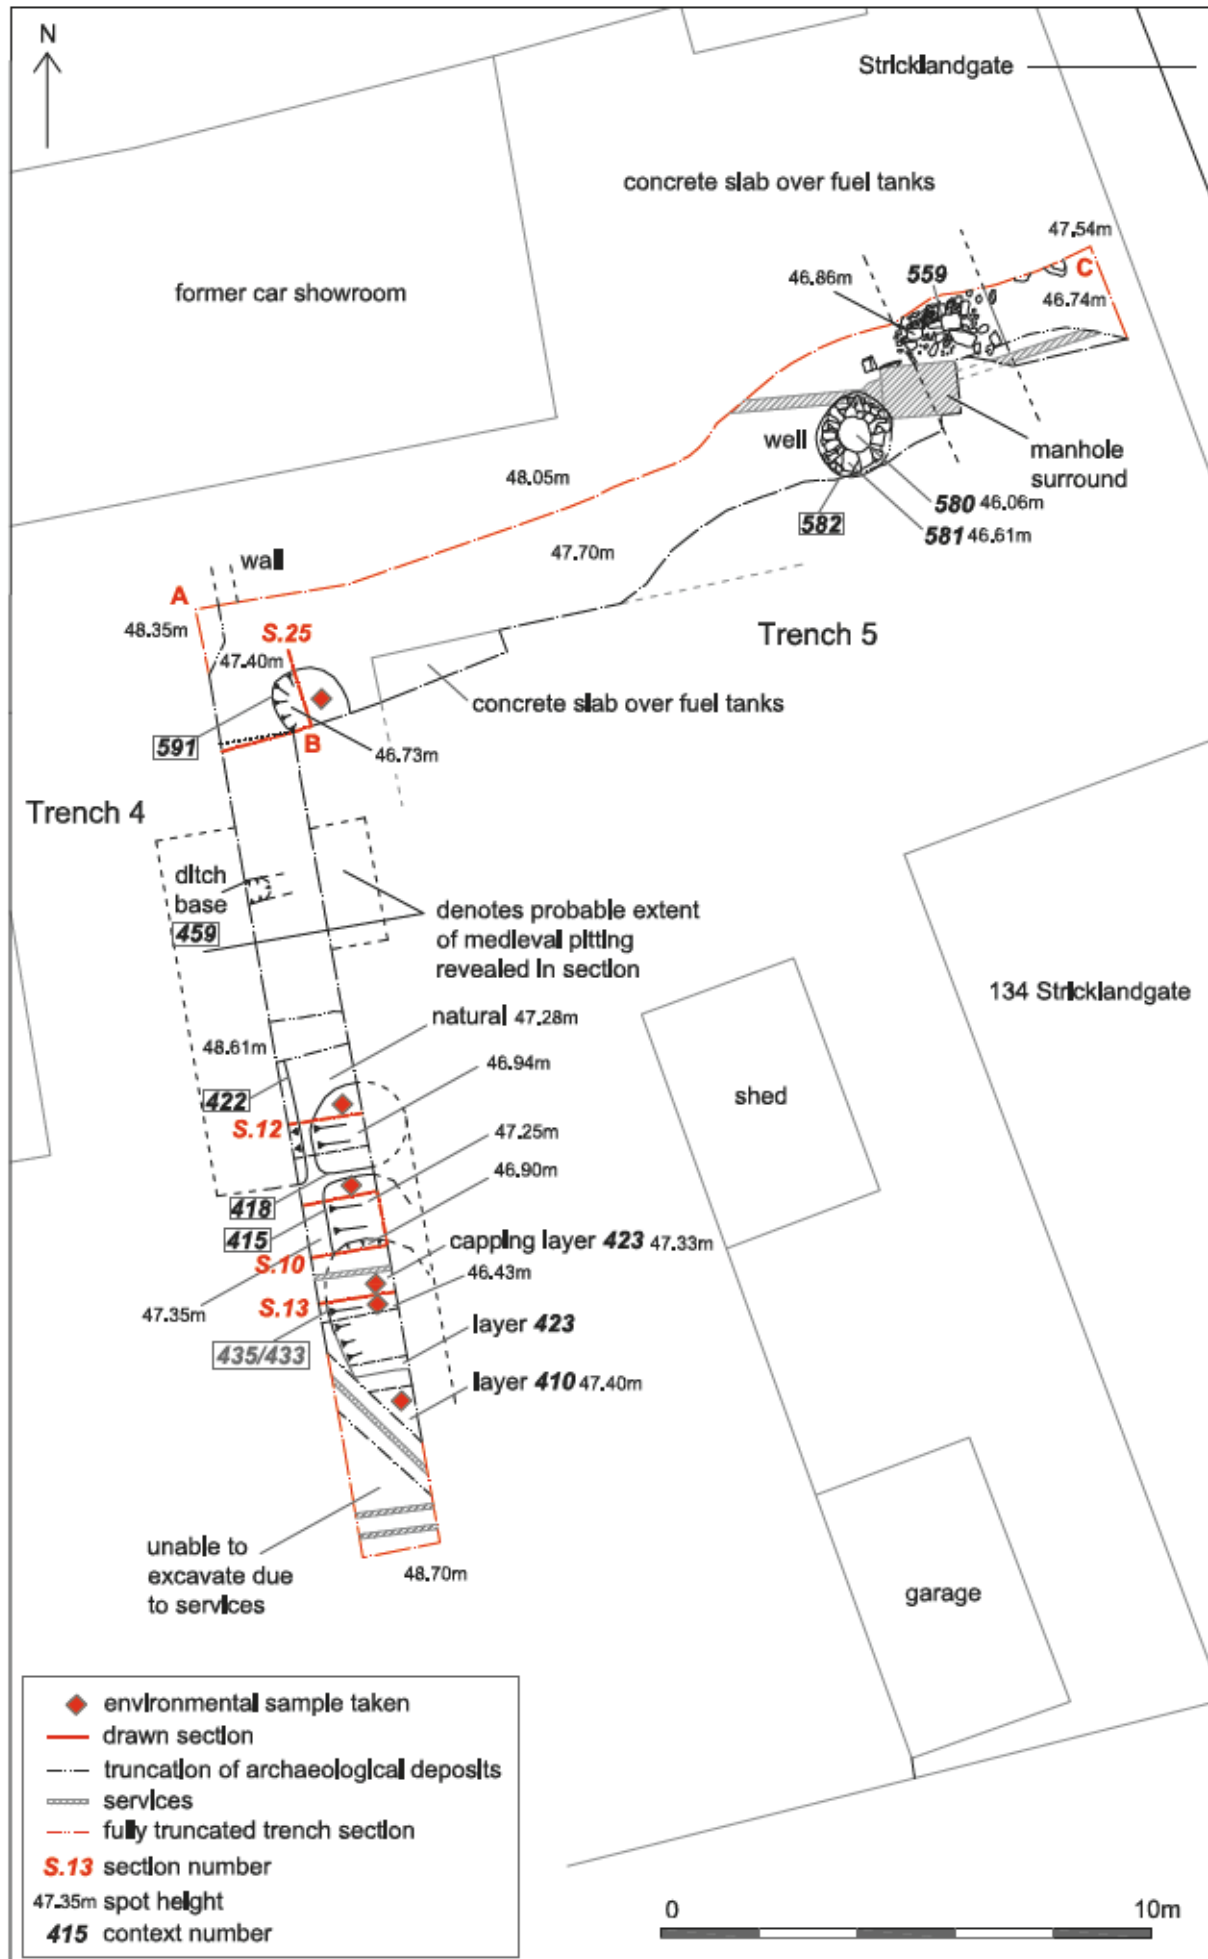 N
Stricklandgate
concrete slab over fuel tanks
47.54m
former car showroom
46.86m
559
C
46.74m
well
manhole
surround
48.05m
580 46.06m
582
581 46.61m
47.70m
wall
A
48.35m
S.25
Trench 5
47.40m
concrete slab over fuel tanks
591
B
46.73m
Trench 4
ditch
base
459
denotes probable extent
of medieval pitting
revealed in section
134 Stricklandgate
natural 47.28m
48.61m
46.94m
422
shed
S.12
47.25m
46.90m
418
415
capping layer 423 47.33m
S.10
46.43m
47.35m
S.13
layer 423
435/433
layer 410 47.40m
unable to
excavate due
to services
48.70m
garage
environmental sample taken
drawn section
truncation of archaeological deposits
services
fully truncated trench section
S.13 section number
47.35m spot height
415 context number
0 10m